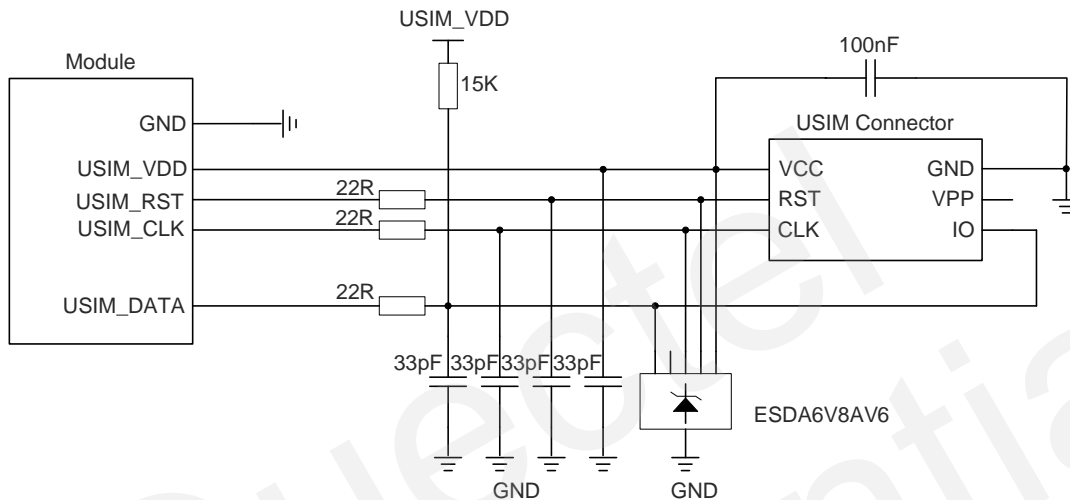 USIM_VDD
15K
100nF
Module
USIM Connector
GND
USIM_VDD
USIM_RST
USIM_CLK
USIM_DATA
22R
22R
22R
VCC
RST
CLK
GND
VPP
IO
33pF
33pF
33pF
33pF
ESDA6V8AV6
GND
GND
Quectel